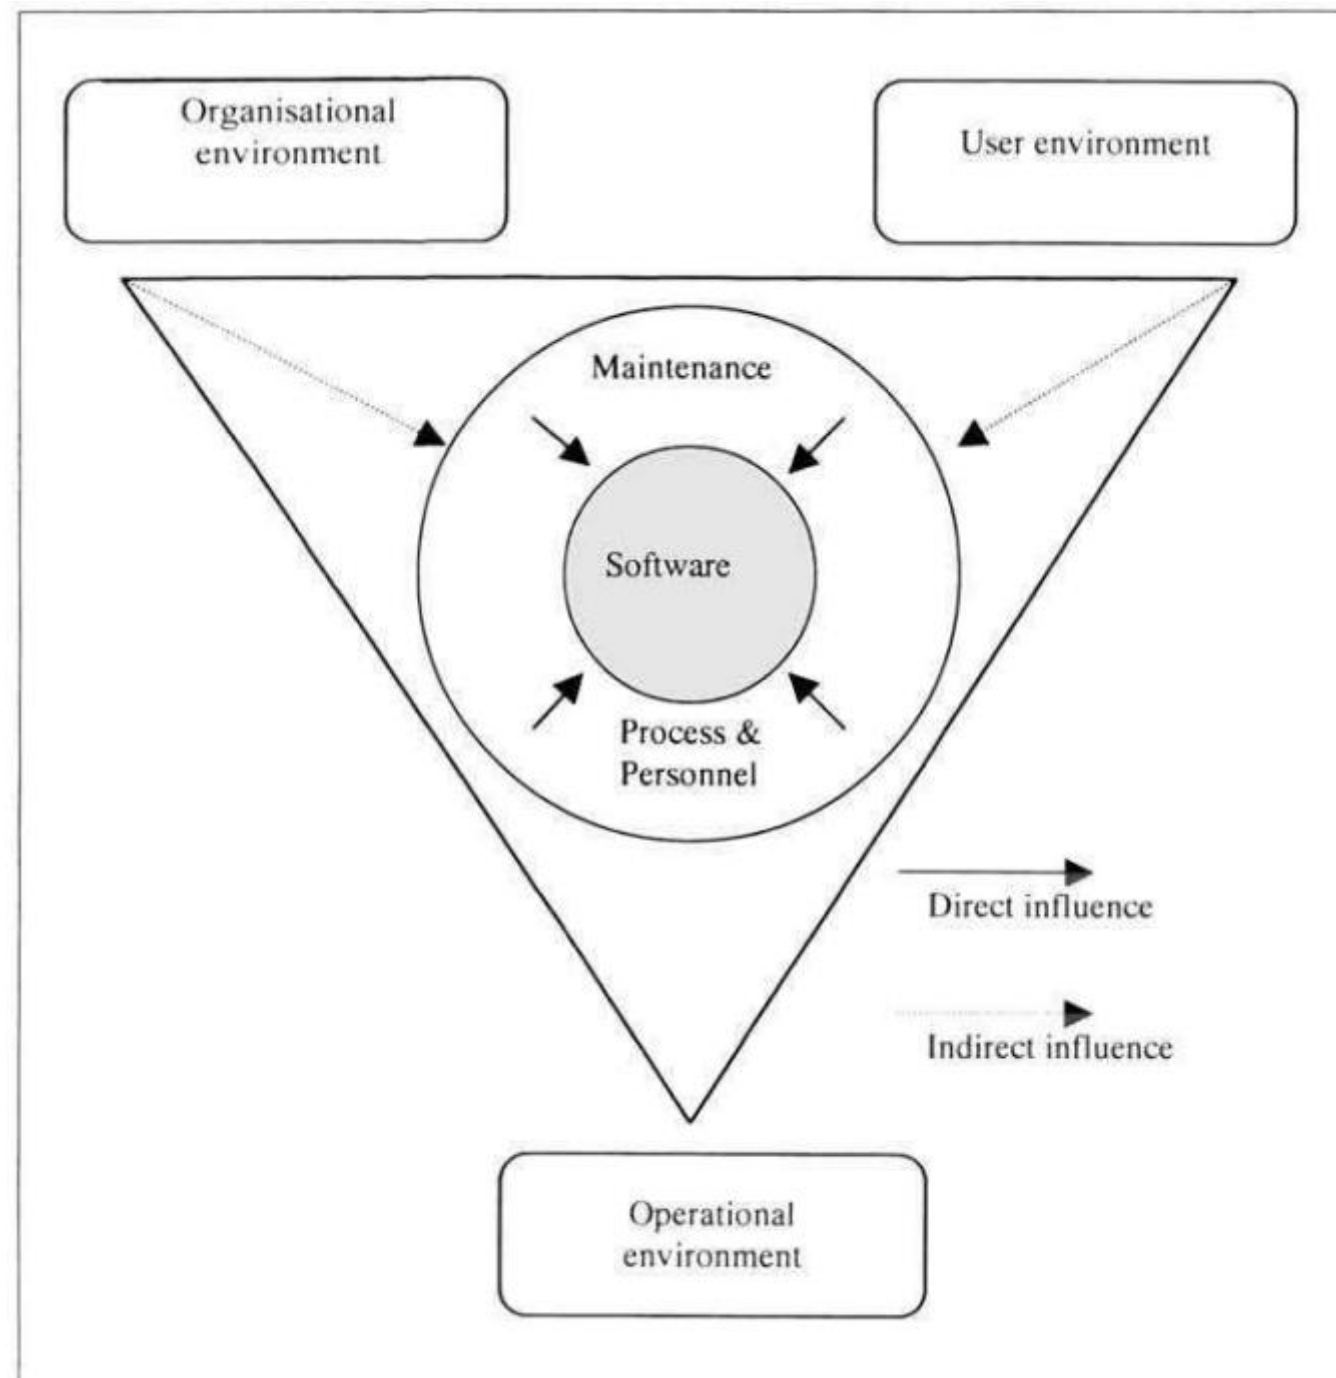 Organisational
environment
User environment
Maintenance
Software
Process &
Personnel
Direct influence
Indirect influence
Operational
environment